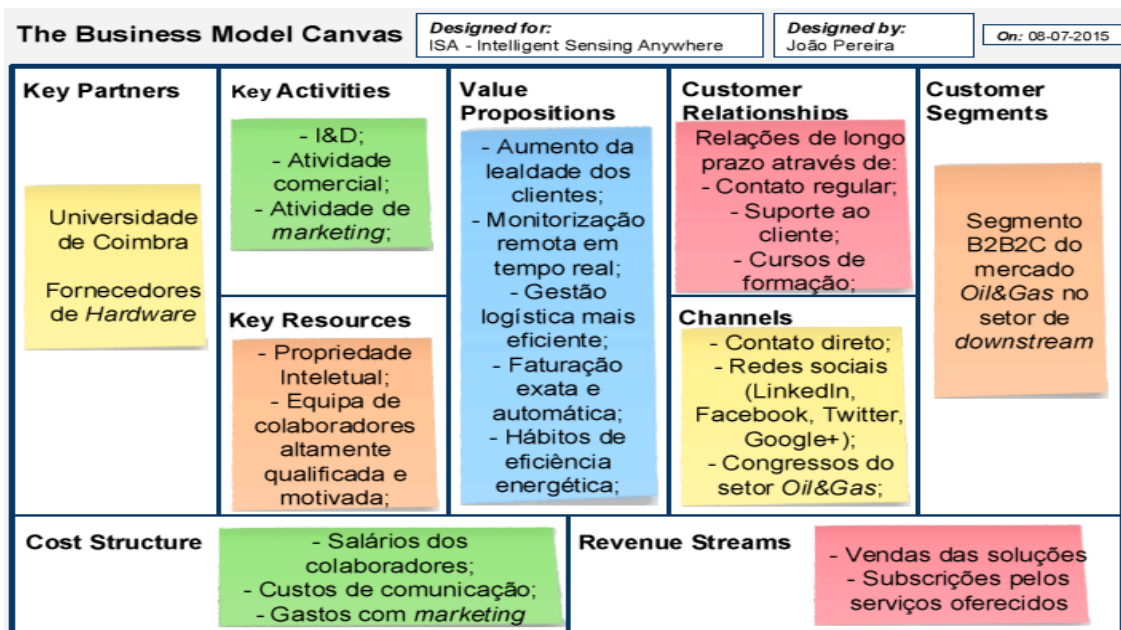 The Business Model Canvas
Designed for:
ISA - Intelligent Sensing Anywhere
Designed by:
João Pereira
On: 08-07-2015
Key Partners
Universidade
de Coimbra
Fornecedores
de Hardware
Key Activities
- I&D;
- Atividade
comercial;
- Atividade de
marketing;
Key Resources
- Propriedade
Inteletual;
- Equipa de
colaboradores
altamente
qualificada e
motivada;
Value
Propositions
- Aumento da
lealdade dos
clientes;
- Monitorização
remota em
tempo real;
- Gestão
logística mais
eficiente;
- Faturação
exata e
automática;
- Hábitos de
eficiência
energética;
Customer
Relationships
Relações de longo
prazo através de:
- Contato regular;
- Suporte ao
cliente;
- Cursos de
formação;
Channels
- Contato direto;
- Redes sociais
(LinkedIn,
Facebook, Twitter,
Google+);
- Congressos do
setor Oil&Gas;
Customer
Segments
Segmento
B2B2C do
mercado
Oil&Gas no
setor de
downstream
Cost Structure
- Salários dos
colaboradores;
- Custos de comunicação;
- Gastos com marketing
Revenue Streams
- Vendas das soluções
- Subscrições pelos
serviços oferecidos